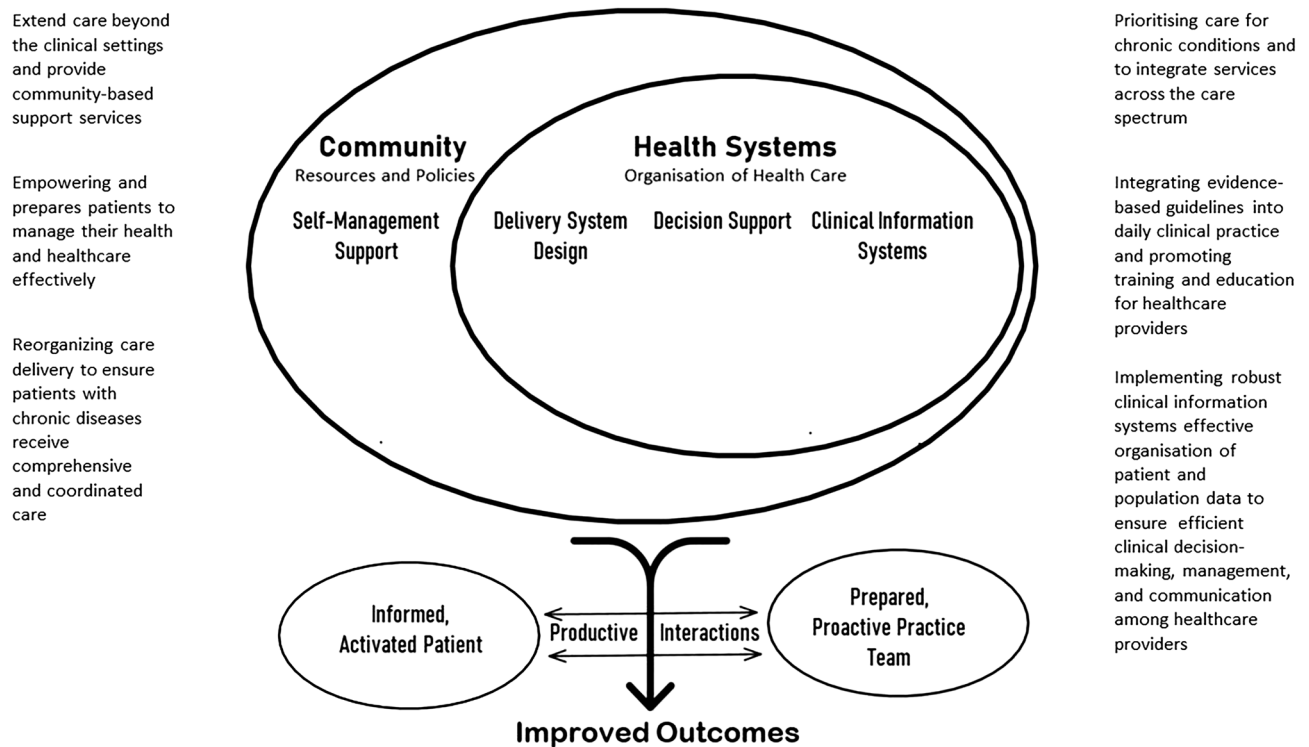 Extend care beyond
the clinical settings
and provide
community-based
support services
Empowering and
prepares patients to
manage their health
and healthcare
effectively
Reorganizing care
delivery to ensure
patients with
chronic diseases
receive
comprehensive
and coordinated
care
Community
Resources and Policies
Self-Management
Support
Health Systems
Organisation of Health Care
Delivery System
Design
Decision Support
Clinical Information
Systems
Prioritising care for
chronic conditions and
to integrate services
across the care
spectrum
Integrating evidence-
based guidelines into
daily clinical practice
and promoting
training and education
for healthcare
providers
Implementing robust
clinical information
systems effective
organisation of
patient and
population data to
ensure efficient
clinical decision-
making, management,
and communication
among healthcare
providers
Informed,
Activated Patient
Productive Interactions
Prepared,
Proactive Practice
Team
Improved Outcomes